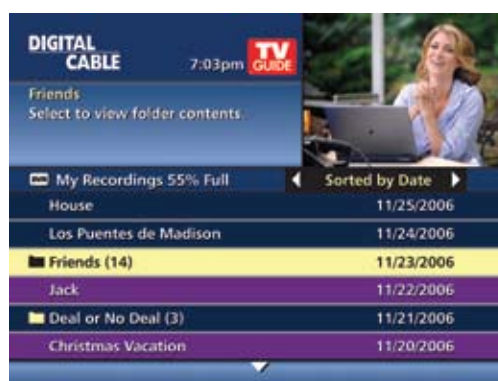 DIGITAL
CABLE
7:03pm
TV
GUIDE
Friends
Select to view folder contents.
My Recordings 55% Full
Sorted by Date
House 11/25/2006
Los Puentes de Madison 11/24/2006
Friends (14) 11/23/2006
Jack 11/22/2006
Deal or No Deal (3) 11/21/2006
Christmas Vacation 11/20/2006